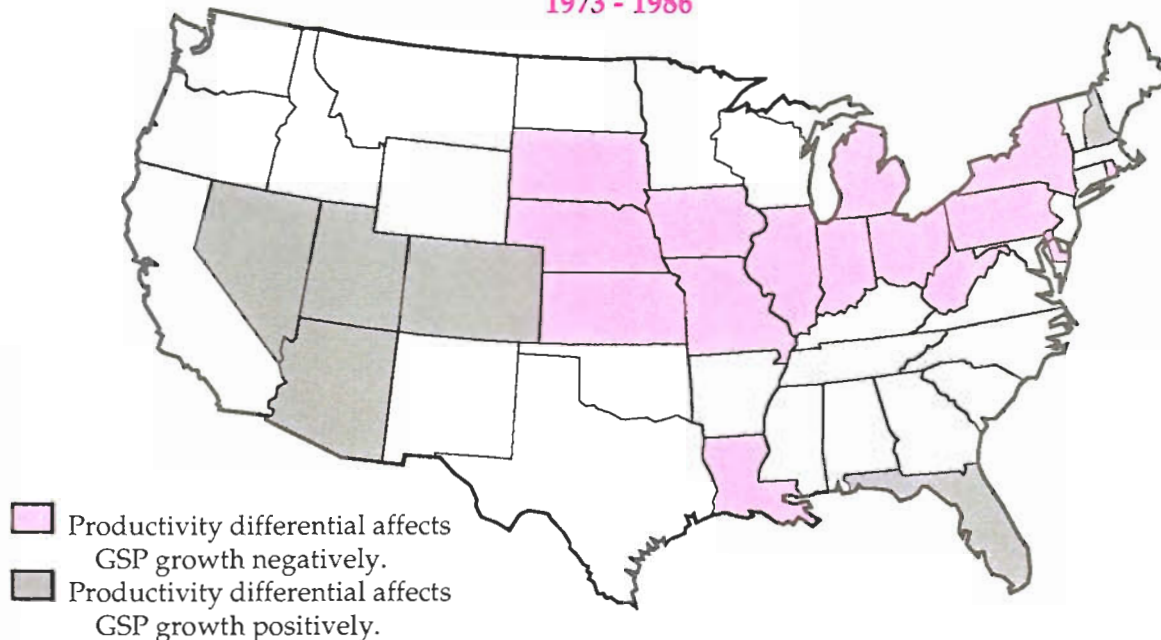 1973 - 1986
Productivity differential affects
GSP growth negatively.
Productivity differential affects
GSP growth positively.